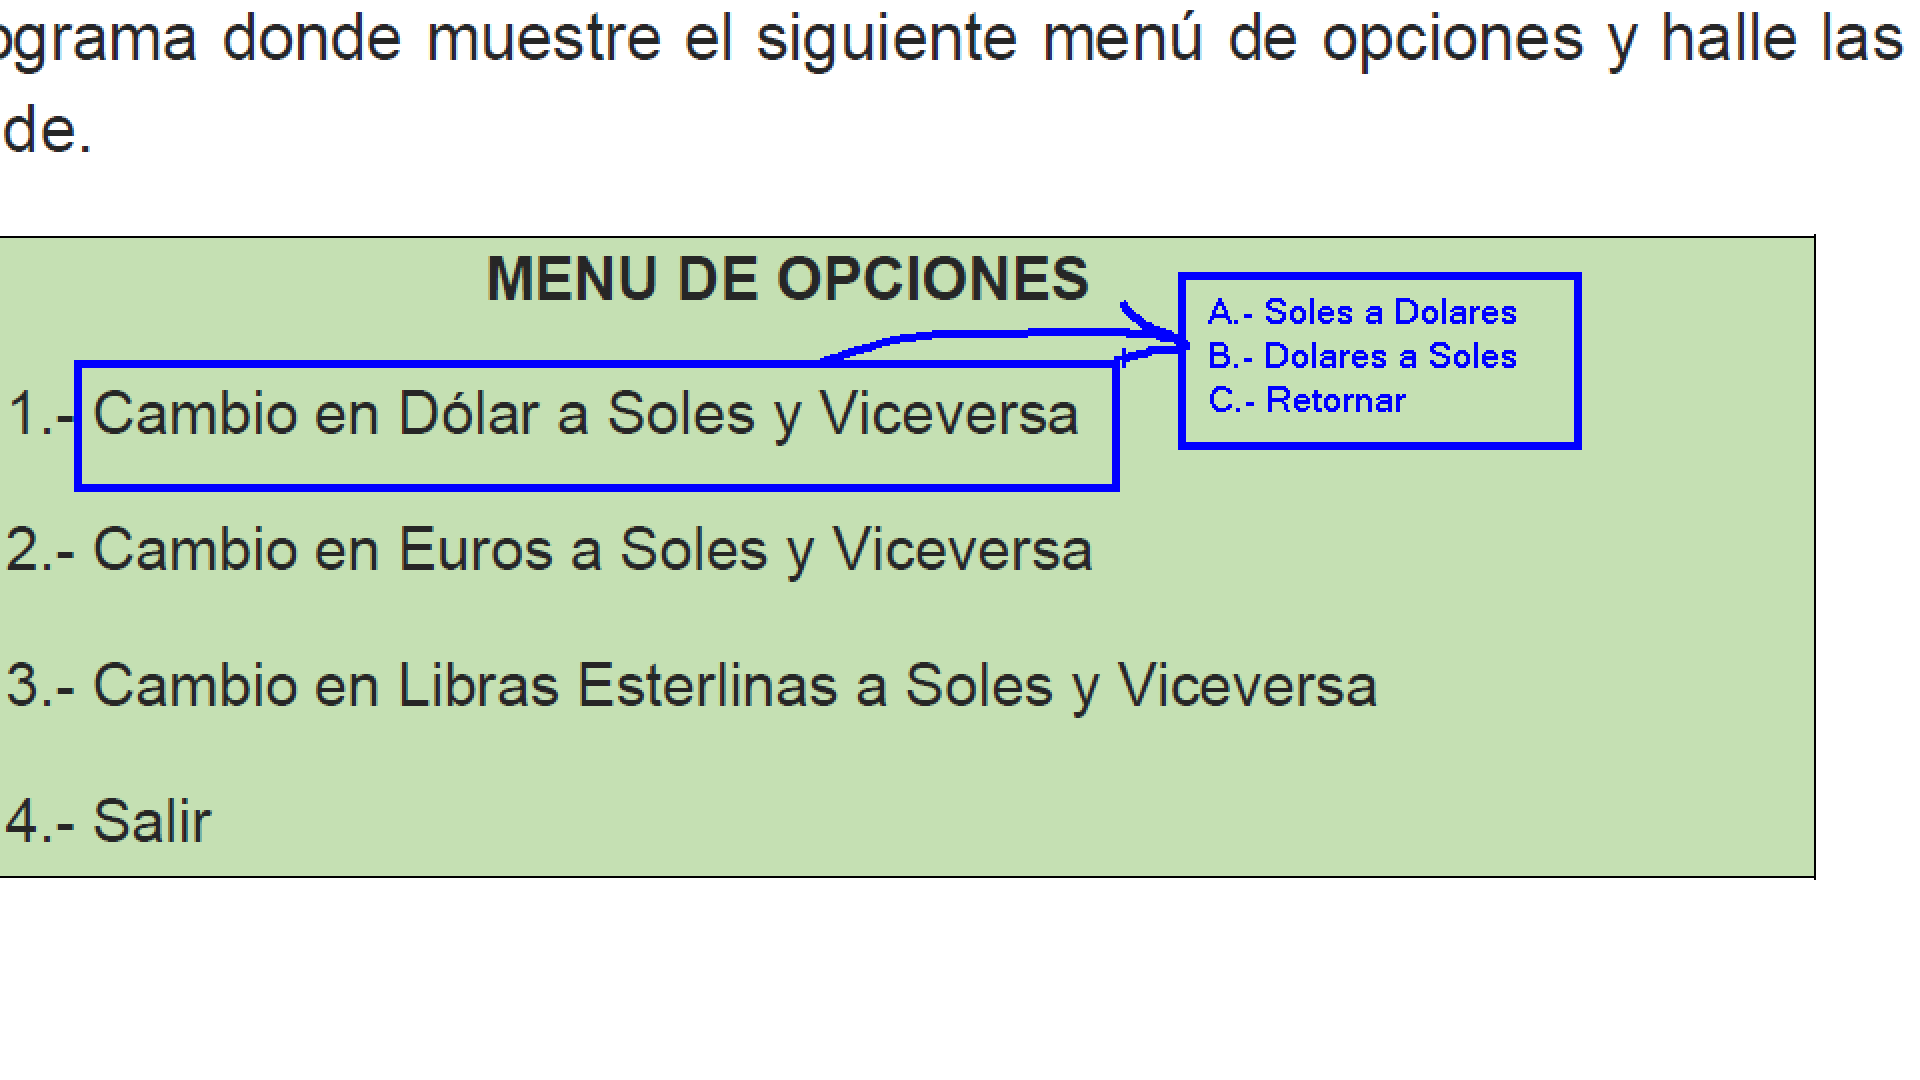 ograma donde muestre el siguiente menú de opciones y halle las
de.
MENU DE OPCIONES
A.- Soles a Dolares
B.- Dolares a Soles
C.- Retornar
1.- Cambio en Dólar a Soles y Viceversa
2.- Cambio en Euros a Soles y Viceversa
3.- Cambio en Libras Esterlinas a Soles y Viceversa
4.- Salir